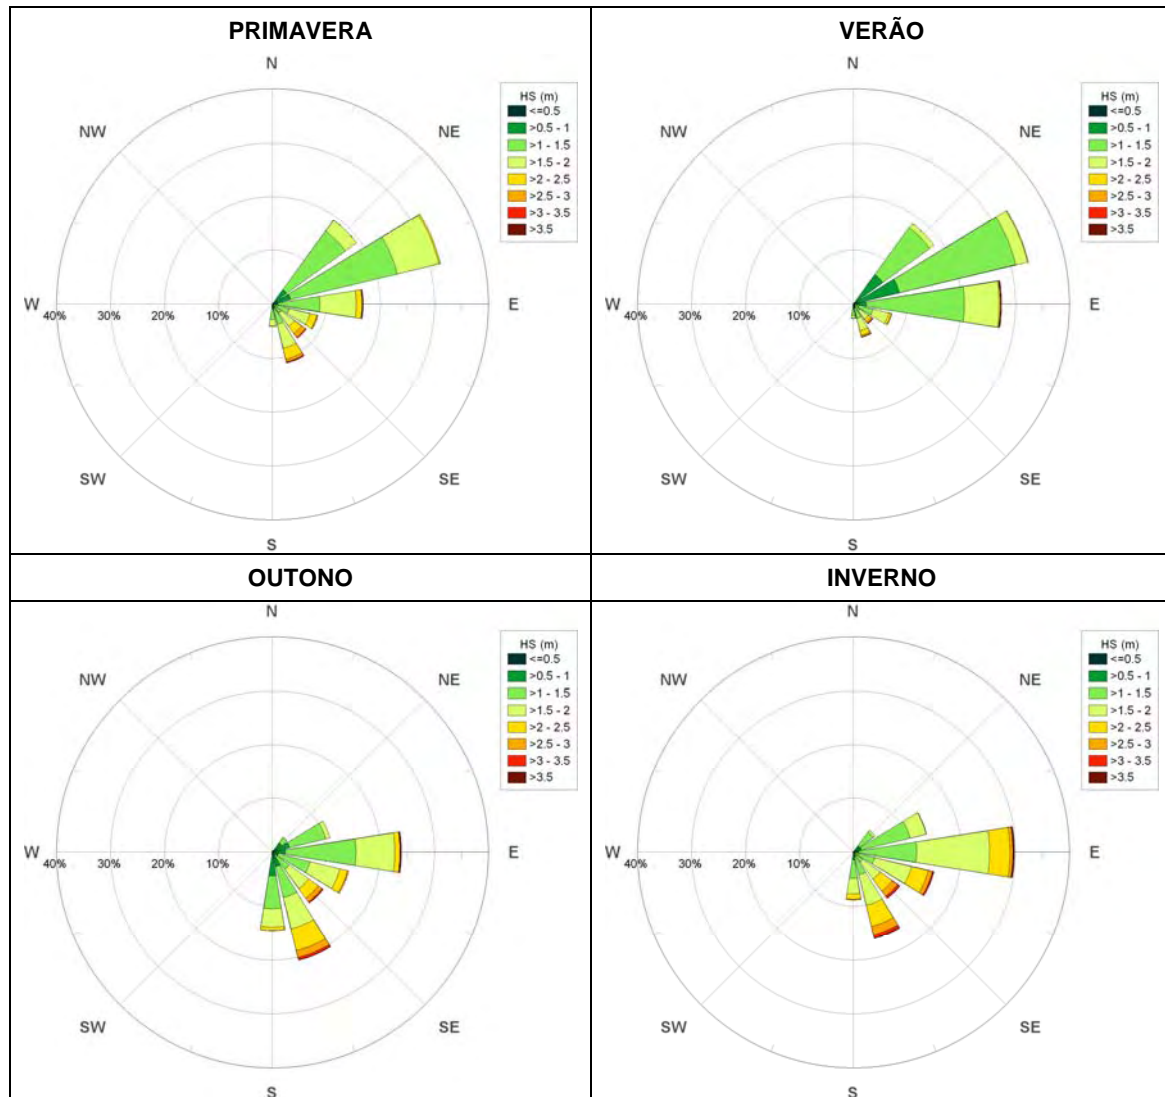 PRIMAVERA
N
NW
NE
HS (m)
<=0.5
>0.5 - 1
>1 - 1.5
>1.5 - 2
>2 - 2.5
>2.5 - 3
>3 - 3.5
>3.5
W
E
40% 30% 20% 10%
SW
SE
S
VERÃO
N
NW
NE
HS (m)
<=0.5
>0.5 - 1
>1 - 1.5
>1.5 - 2
>2 - 2.5
>2.5 - 3
>3 - 3.5
>3.5
W
E
40% 30% 20% 10%
SW
SE
S
OUTONO
N
NW
NE
HS (m)
<=0.5
>0.5 - 1
>1 - 1.5
>1.5 - 2
>2 - 2.5
>2.5 - 3
>3 - 3.5
>3.5
W
E
40% 30% 20% 10%
SW
SE
S
INVERNO
N
NW
NE
HS (m)
<=0.5
>0.5 - 1
>1 - 1.5
>1.5 - 2
>2 - 2.5
>2.5 - 3
>3 - 3.5
>3.5
W
E
40% 30% 20% 10%
SW
SE
S